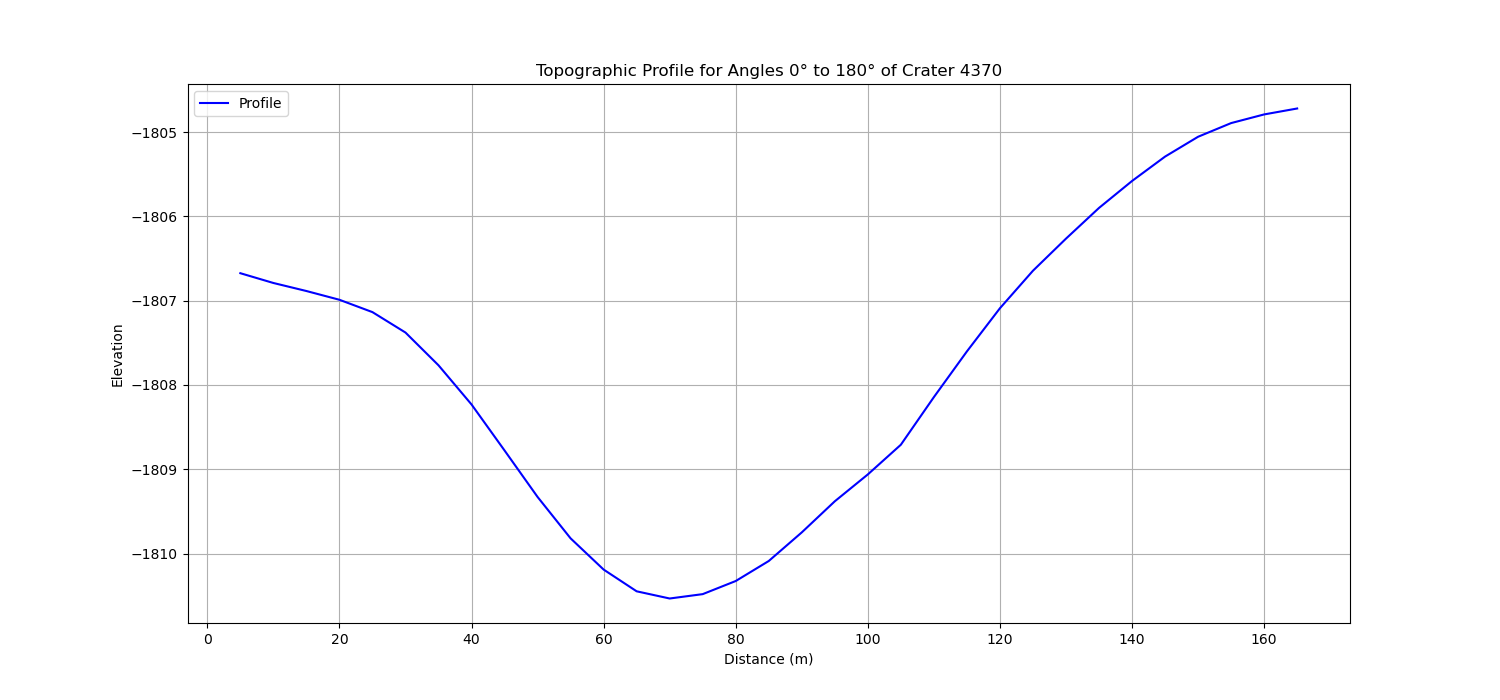 Topographic Profile for Angles 0° to 180° of Crater 4370
Profile
−1805
−1806
−1807
−1808
−1809
−1810
Elevation
0 20 40 60 80 100 120 140 160
Distance (m)